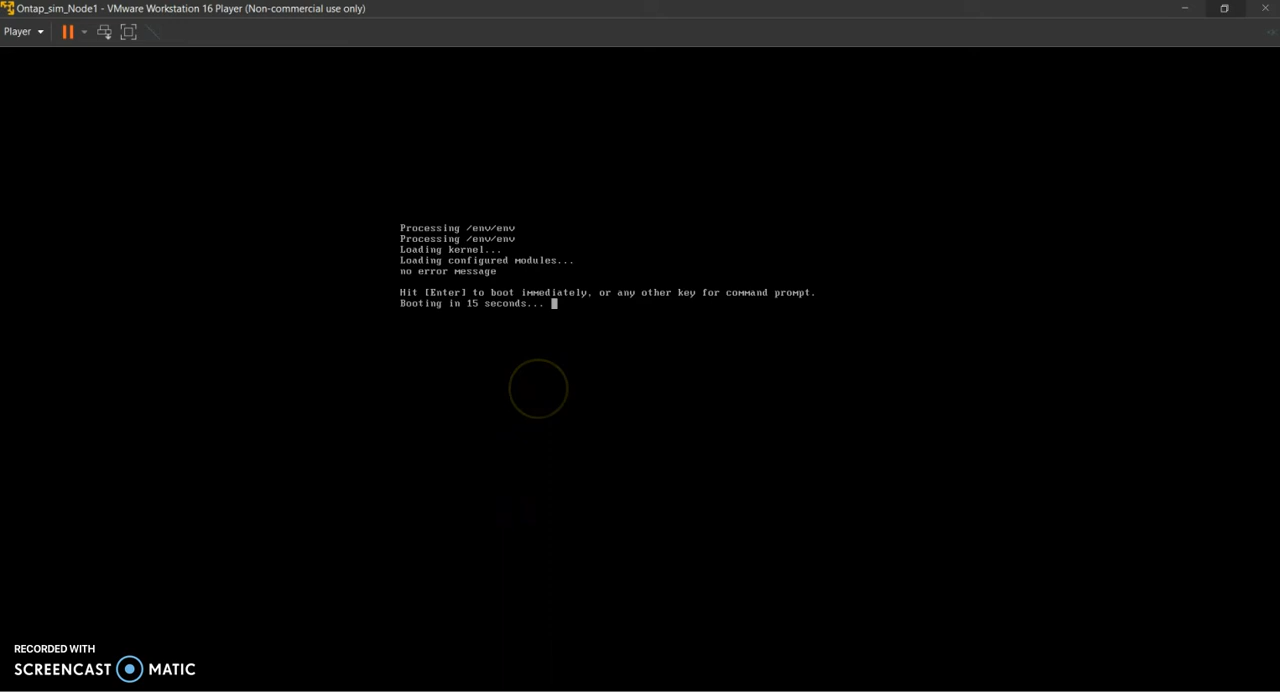 Ontap_sim_Node1 - VMware Workstation 16 Player (Non-commercial use only)
Player
Processing /env/env
Processing /env/env
Loading kernel...
Loading configured modules...
no error message
Hit [Enter] to boot immediately, or any other key for command prompt.
Booting in 15 seconds...
RECORDED WITH
SCREENCAST MATIC